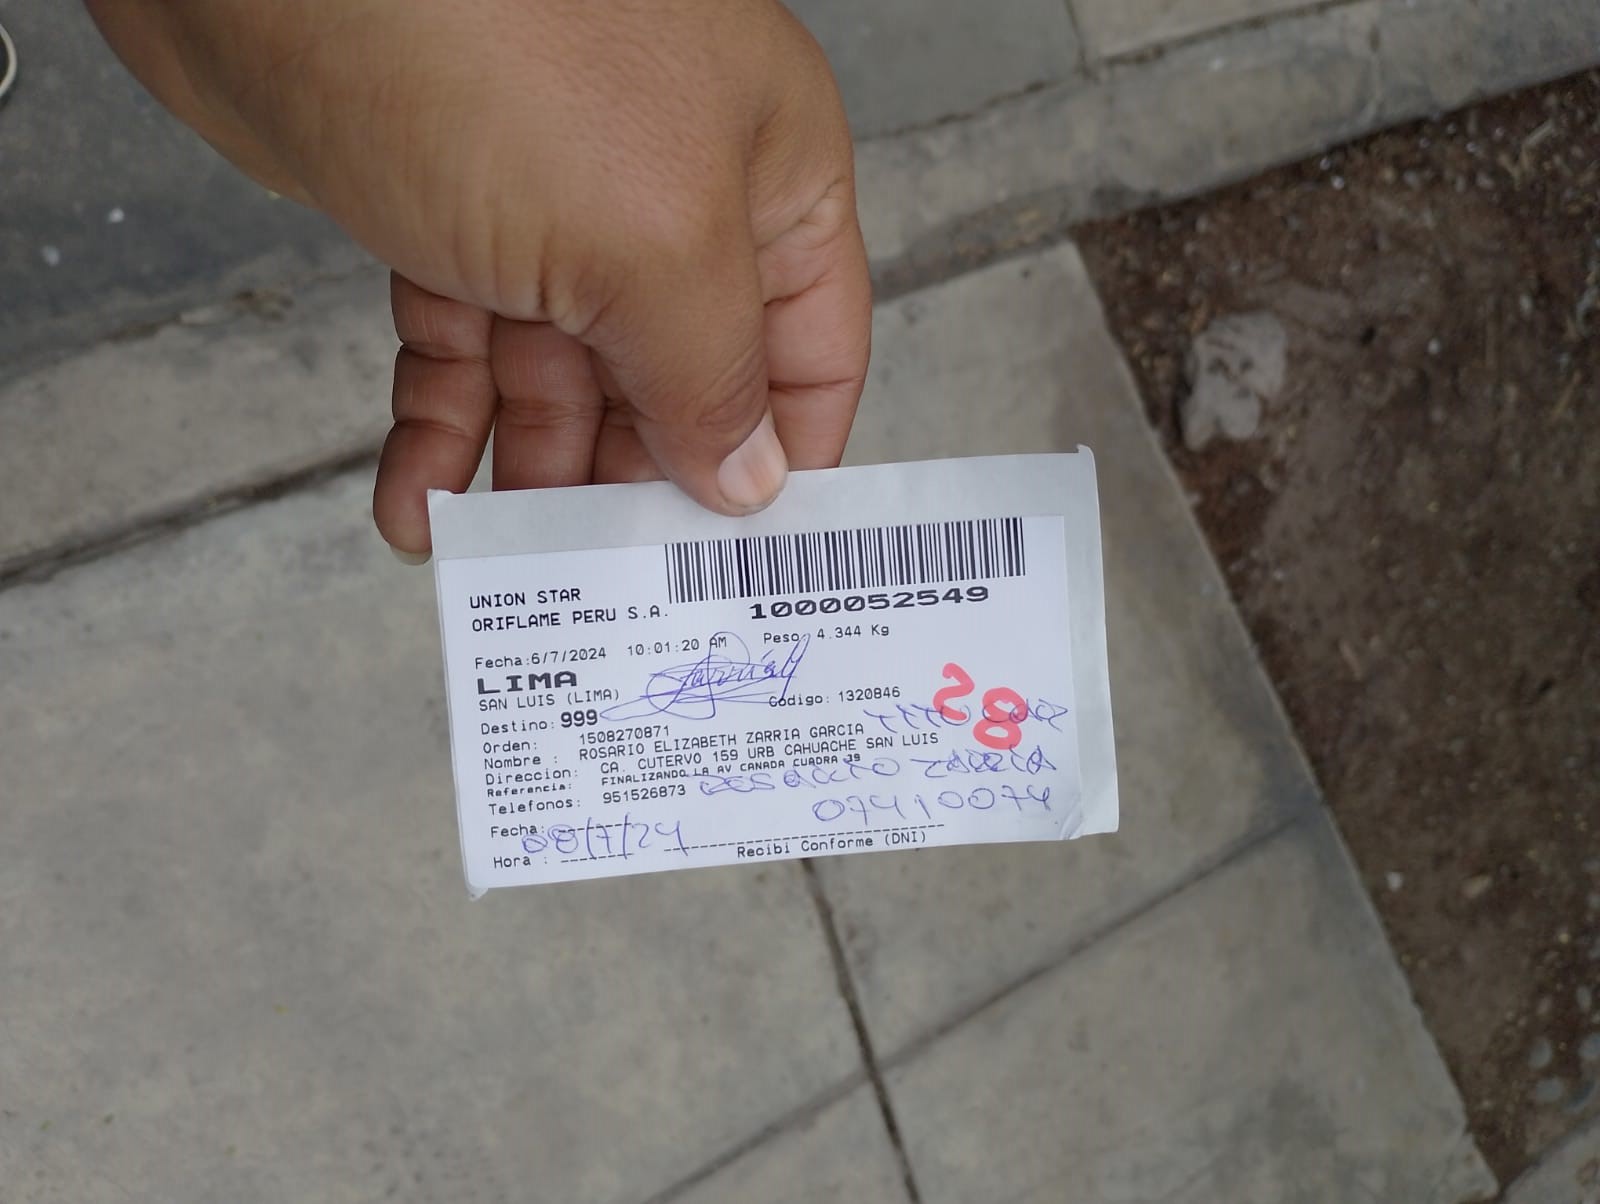 UNION STAR
ORIFLAME PERU S.A.
1000052549
Fecha:6/7/2024 10:01:20 AM Peso: 4.344 Kg
LIMA
SAN LUIS (LIMA)
Destino: 999 Codigo: 1320846
58
Orden: 1508270871
Nombre : ROSARIO ELIZABETH ZARRIA GARCIA
Direccion: CA. CUTERVO 159 URB CAHUACHE SAN LUIS
Referencia: FINALIZANDO LA AV CANADA CUADRA 39
Telefonos: 951526873
ROSARIO ZARRIA
07410074
Fecha: 08/7/24
Hora :
Recibi Conforme (DNI)